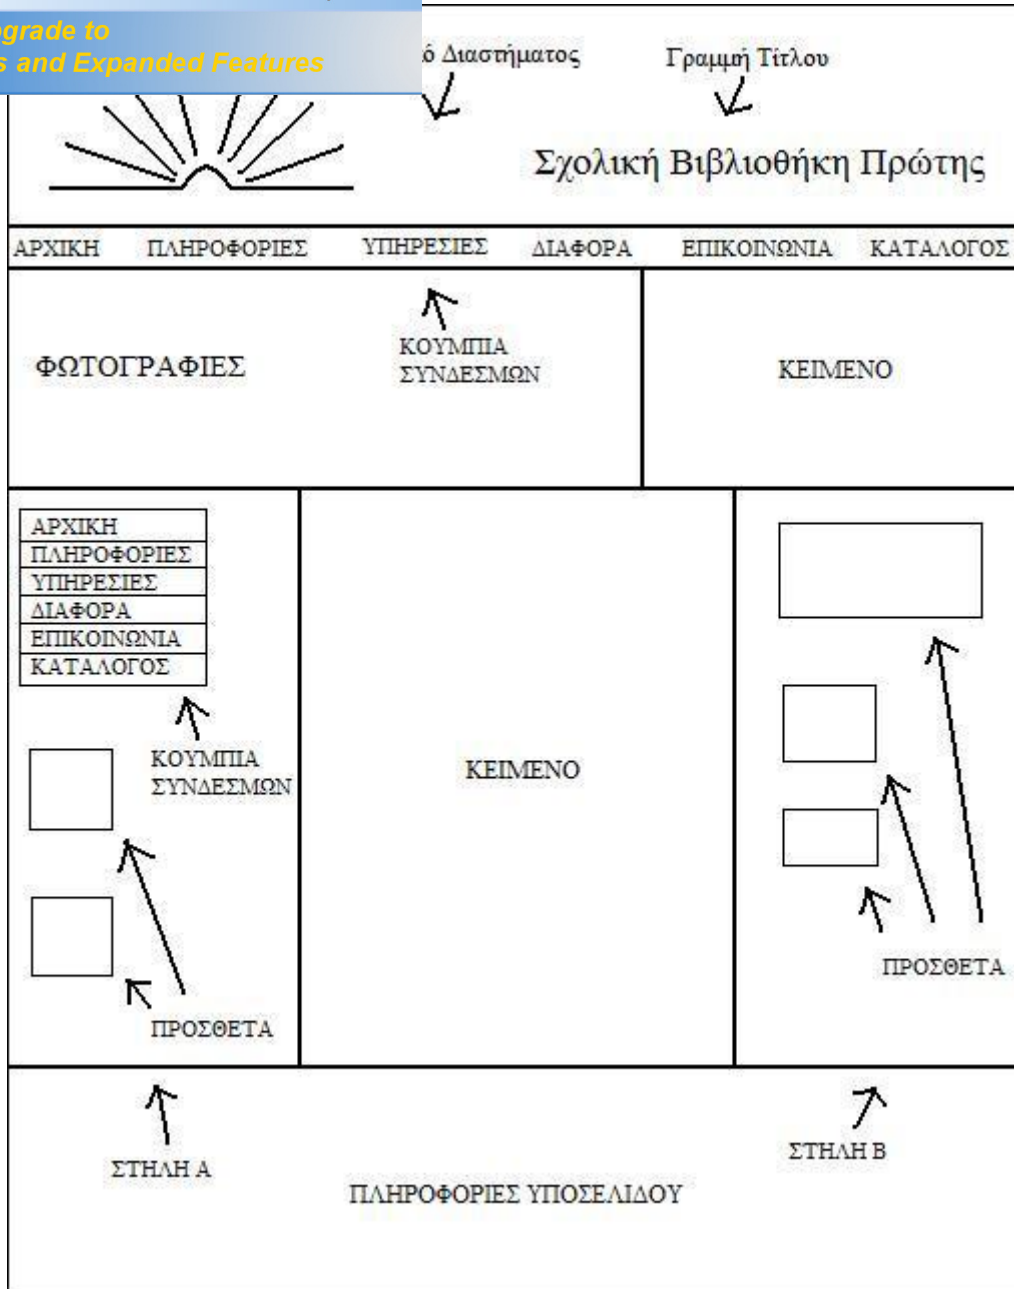 grade to
and Expanded Features
Διαστήματος
Γραμμή Τίτλου
Σχολική Βιβλιοθήκη Πρώτης
ΑΡΧΙΚΗ ΠΛΗΡΟΦΟΡΙΕΣ ΥΠΗΡΕΣΙΕΣ ΔΙΑΦΟΡΑ ΕΠΙΚΟΙΝΩΝΙΑ ΚΑΤΑΛΟΓΟΣ
ΦΩΤΟΓΡΑΦΙΕΣ
ΚΟΥΜΠΙΑ
ΣΥΝΔΕΣΜΩΝ
ΚΕΙΜΕΝΟ
ΑΡΧΙΚΗ
ΠΛΗΡΟΦΟΡΙΕΣ
ΥΠΗΡΕΣΙΕΣ
ΔΙΑΦΟΡΑ
ΕΠΙΚΟΙΝΩΝΙΑ
ΚΑΤΑΛΟΓΟΣ
ΚΟΥΜΠΙΑ
ΣΥΝΔΕΣΜΩΝ
ΠΡΟΣΘΕΤΑ
ΚΕΙΜΕΝΟ
ΠΡΟΣΘΕΤΑ
ΣΤΗΛΗ Α
ΣΤΗΛΗ Β
ΠΛΗΡΟΦΟΡΙΕΣ ΥΠΟΣΕΛΙΔΟΥ